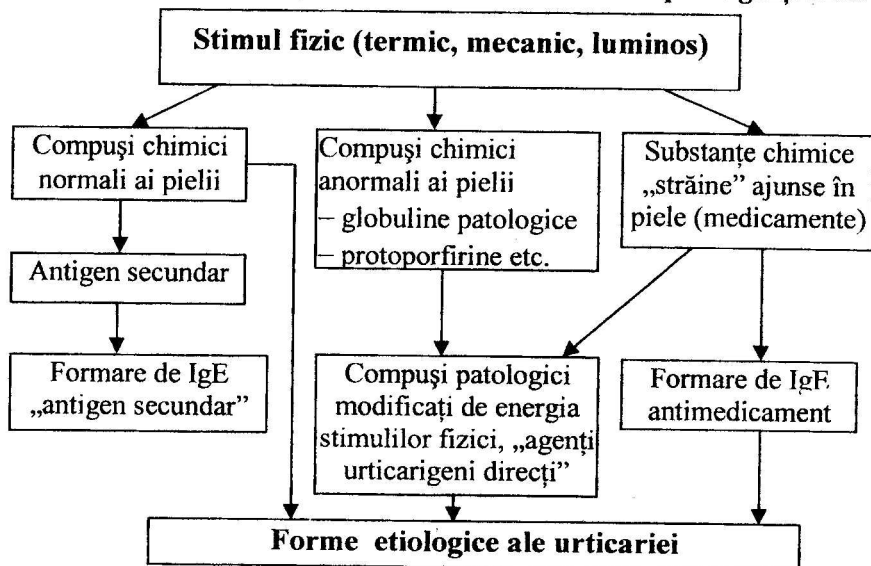 Stimul fizic (termic, mecanic, luminos)
Compuşi chimici
normali ai pielii
Compuşi chimici
anormali ai pielii
– globuline patologice
– protoporfirine etc.
Substanţe chimice
„străine” ajunse în
piele (medicamente)
Antigen secundar
Formare de IgE
„antigen secundar”
Compuşi patologici
modificaţi de energia
stimulilor fizici, „agenţi
urticarigeni direcţi”
Formare de IgE
antimedicament
Forme etiologice ale urticariei